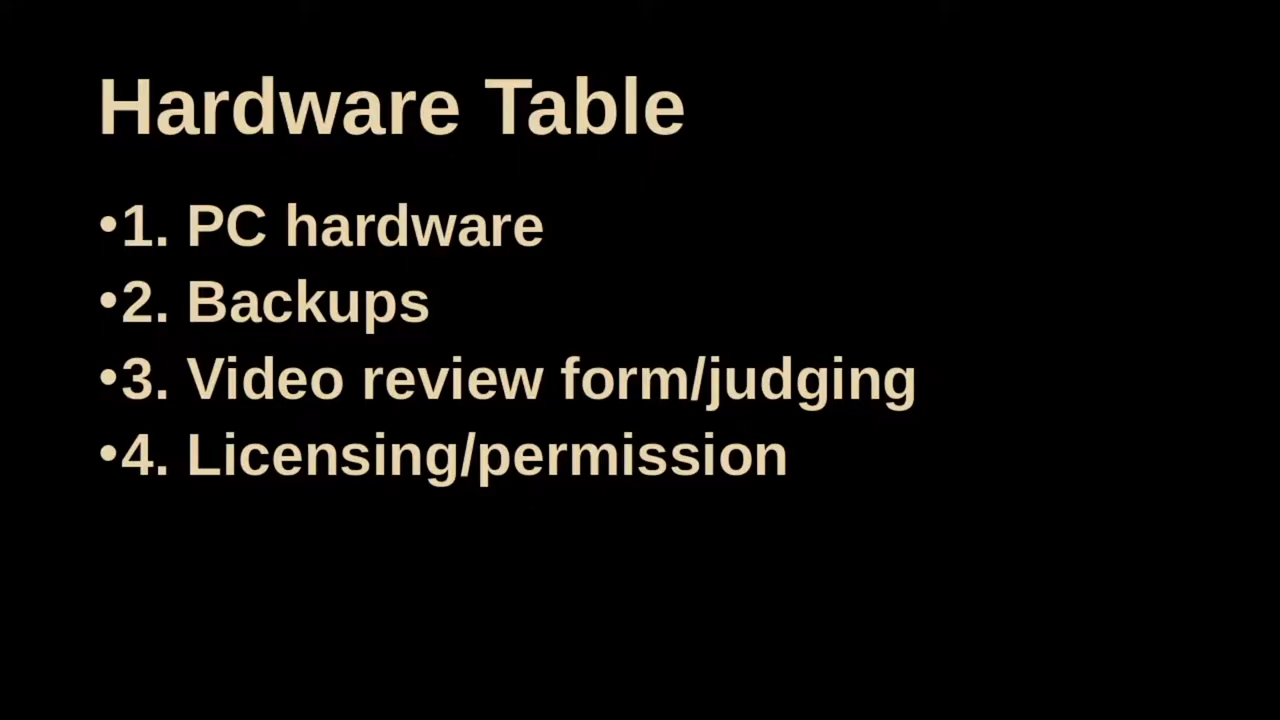 Hardware Table
•1. PC hardware
•2. Backups
•3. Video review form/judging
•4. Licensing/permission